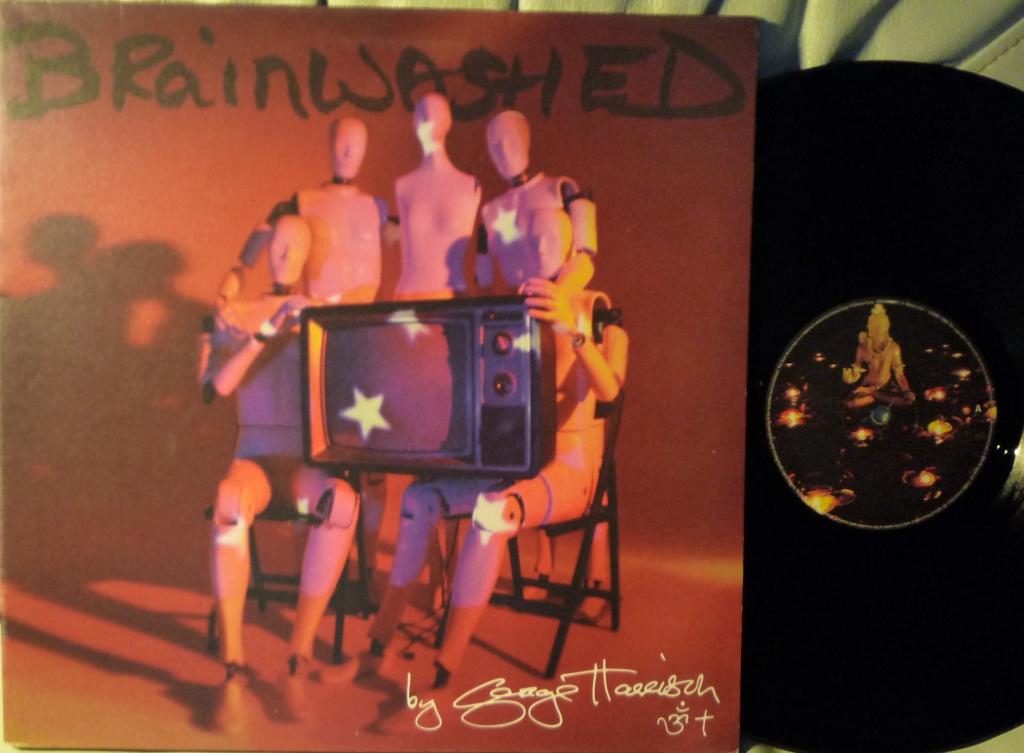 BRainWASHED
by George Harrison
ॐ †
A